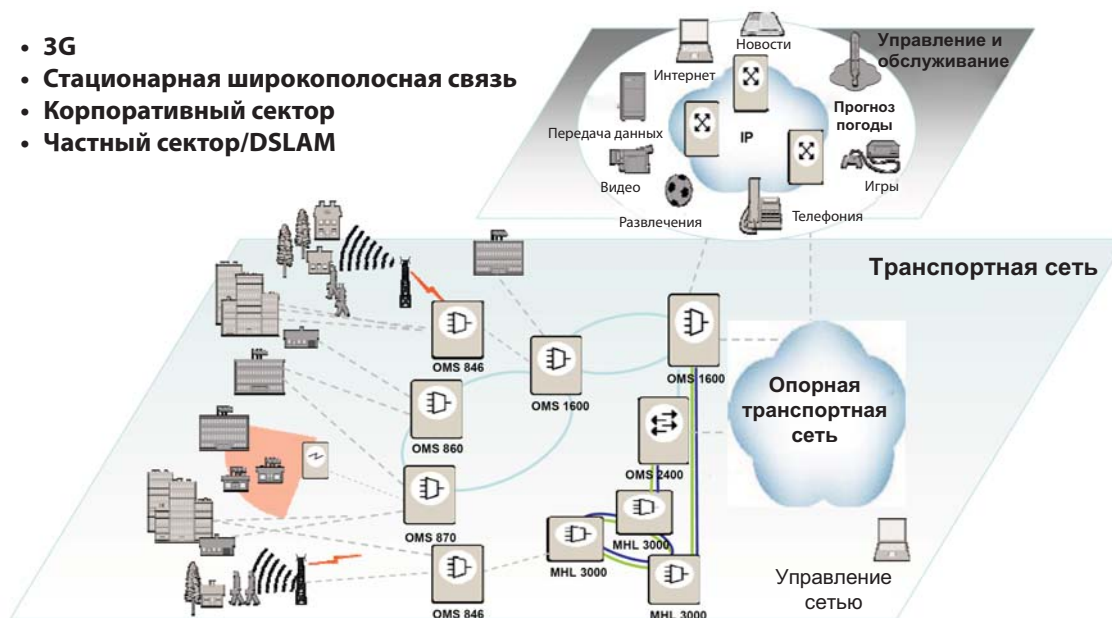 • 3G
• Стационарная широкополосная связь
• Корпоративный сектор
• Частный сектор/DSLAM
Новости
Управление и
обслуживание
Интернет
Прогноз
погоды
Передача данных
IP
Видео
Игры
Развлечения
Телефония
Транспортная сеть
OMS 846
OMS 1600
OMS 1600
Опорная
транспортная
сеть
OMS 860
OMS 2400
OMS 870
MHL 3000
MHL 3000
MHL 3000
OMS 846
Управление
сетью